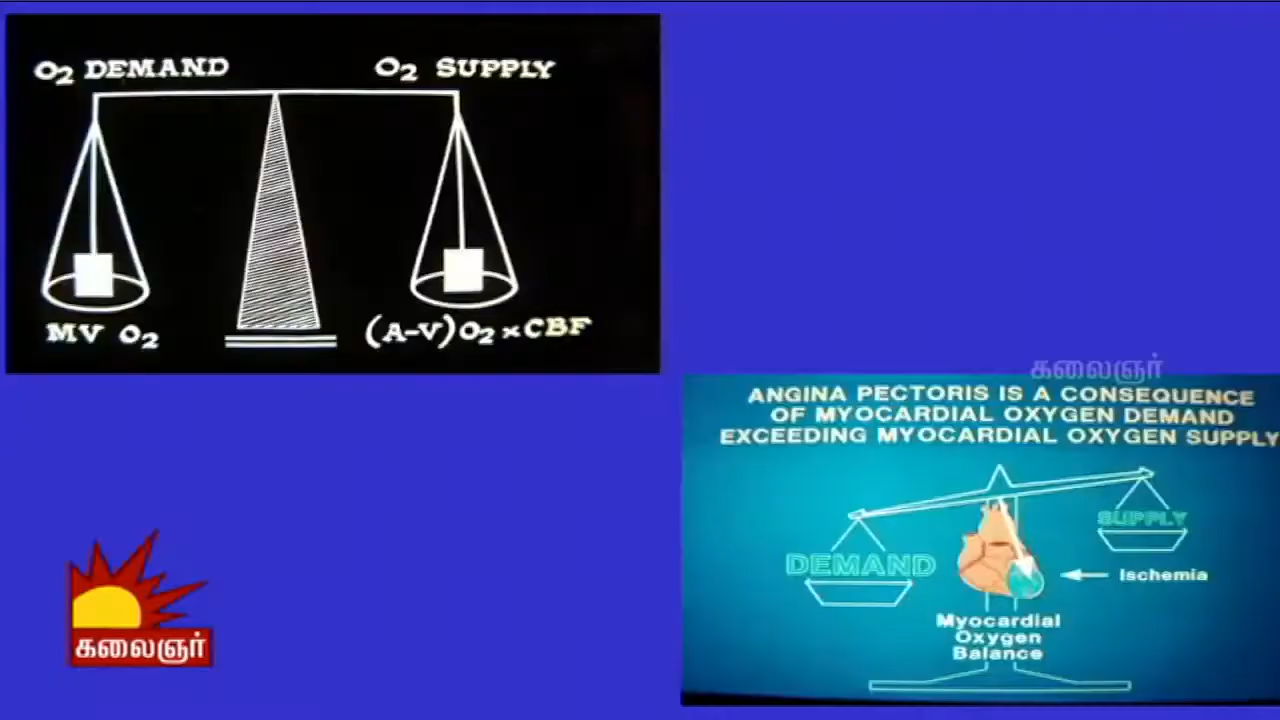 O2 DEMAND O2 SUPPLY
MV O2 (A-V)O2 × CBF
கலைஞர்
ANGINA PECTORIS IS A CONSEQUENCE
OF MYOCARDIAL OXYGEN DEMAND
EXCEEDING MYOCARDIAL OXYGEN SUPPLY
SUPPLY
DEMAND
Ischemia
Myocardial
Oxygen
Balance
கலைஞர்